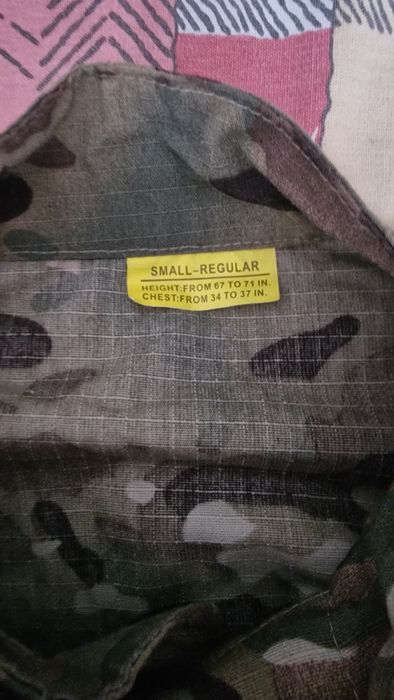 SMALL-REGULAR
HEIGHT:FROM 67 TO 71 IN.
CHEST:FROM 34 TO 37 IN.